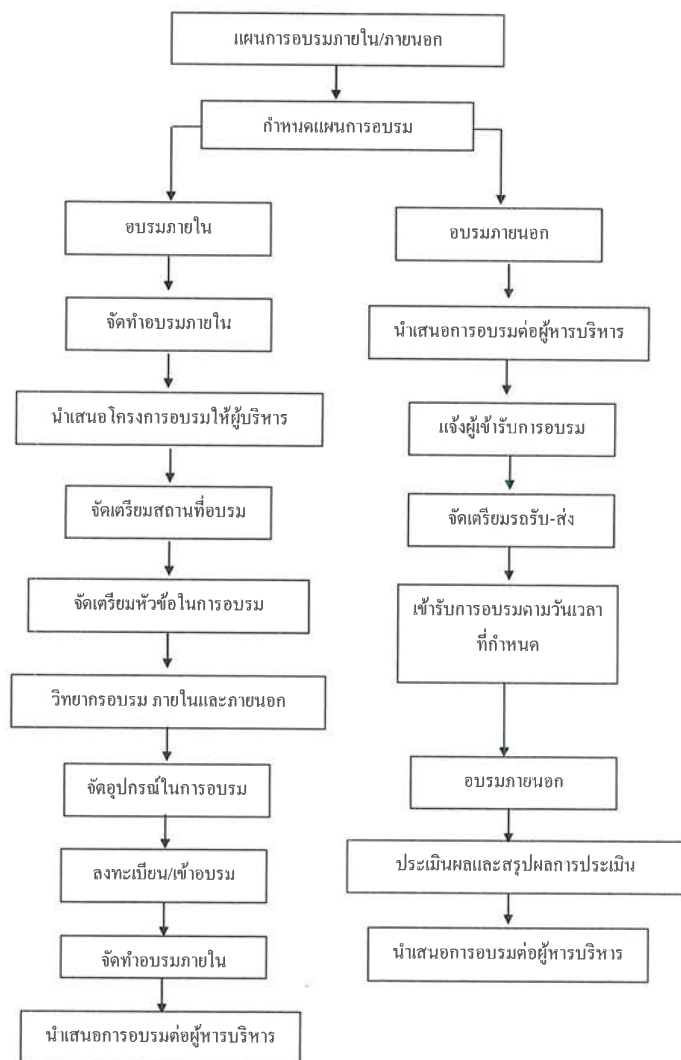 แผนการอบรมภายใน/ภายนอก
กำหนดแผนการอบรม
อบรมภายใน
จัดทำอบรมภายใน
นำเสนอโครงการอบรมให้ผู้บริหาร
จัดเตรียมสถานที่อบรม
จัดเตรียมหัวข้อในการอบรม
วิทยากรอบรม ภายในและภายนอก
จัดอุปกรณ์ในการอบรม
ลงทะเบียน/เข้าอบรม
จัดทำอบรมภายใน
นำเสนอการอบรมต่อผู้หารบริหาร
อบรมภายนอก
นำเสนอการอบรมต่อผู้หารบริหาร
แจ้งผู้เข้ารับการอบรม
จัดเตรียมรถรับ-ส่ง
เข้ารับการอบรมตามวันเวลา
ที่กำหนด
อบรมภายนอก
ประเมินผลและสรุปผลการประเมิน
นำเสนอการอบรมต่อผู้หารบริหาร